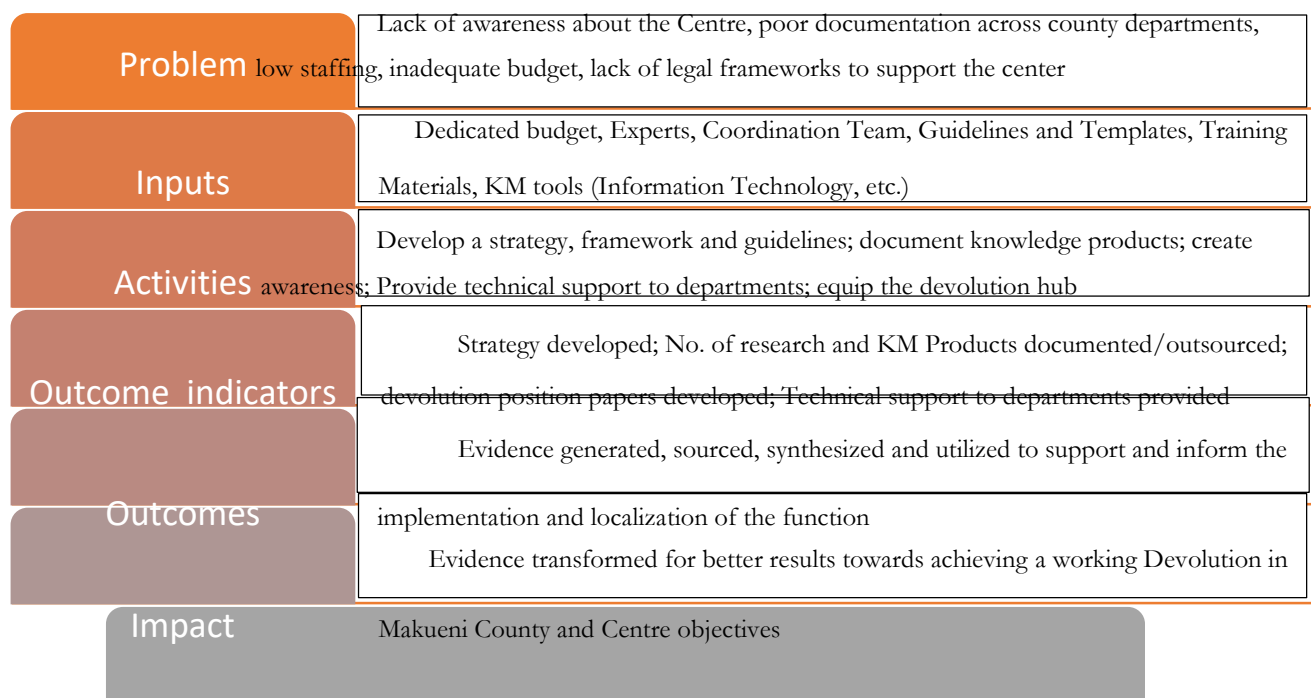 Lack of awareness about the Centre, poor documentation across county departments,
Problem low staffing, inadequate budget, lack of legal frameworks to support the center
Dedicated budget, Experts, Coordination Team, Guidelines and Templates, Training
Inputs Materials, KM tools (Information Technology, etc.)
Develop a strategy, framework and guidelines; document knowledge products; create
Activities awareness; Provide technical support to departments; equip the devolution hub
Strategy developed; No. of research and KM Products documented/outsourced;
Outcome indicators devolution position papers developed; Technical support to departments provided
Evidence generated, sourced, synthesized and utilized to support and inform the
Outcomes implementation and localization of the function
Evidence transformed for better results towards achieving a working Devolution in
Impact Makueni County and Centre objectives